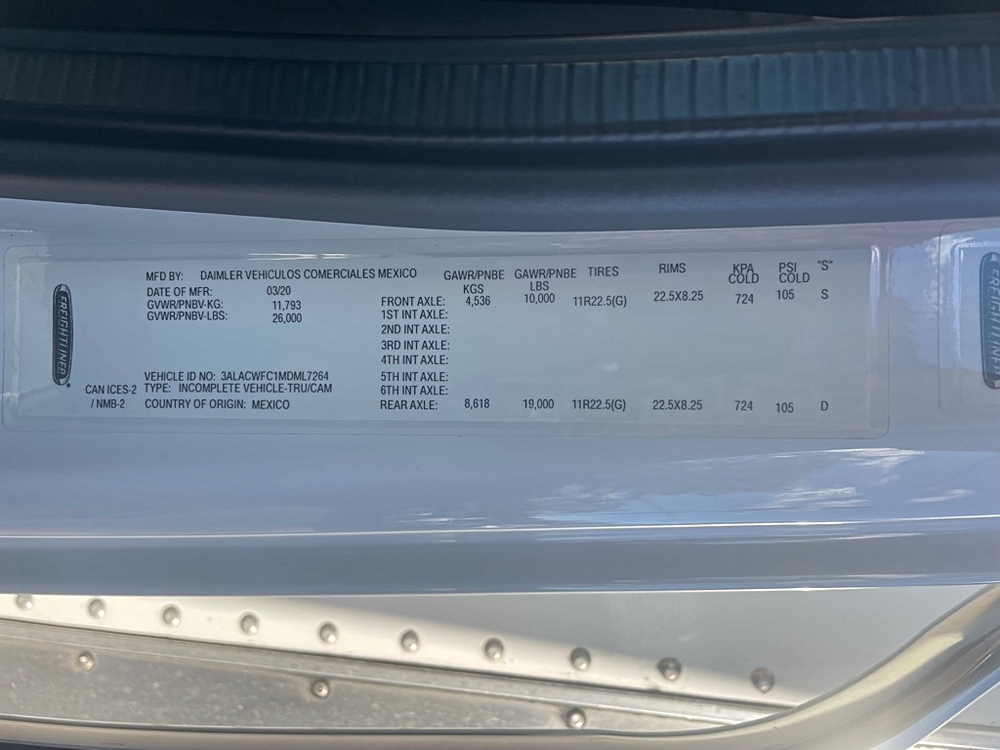 FREIGHTLINER
MFD BY: DAIMLER VEHICULOS COMERCIALES MEXICO
DATE OF MFR: 03/20
GVWR/PNBV-KG: 11,793
GVWR/PNBV-LBS: 26,000
VEHICLE ID NO: 3ALACWFC1MDML7264
CAN ICES-2 TYPE: INCOMPLETE VEHICLE-TRU/CAM
/ NMB-2 COUNTRY OF ORIGIN: MEXICO
GAWR/PNBE KGS GAWR/PNBE LBS TIRES RIMS KPA COLD PSI COLD "S"
FRONT AXLE: 4,536 10,000 11R22.5(G) 22.5X8.25 724 105 S
1ST INT AXLE:
2ND INT AXLE:
3RD INT AXLE:
4TH INT AXLE:
5TH INT AXLE:
6TH INT AXLE:
REAR AXLE: 8,618 19,000 11R22.5(G) 22.5X8.25 724 105 D
FREIGHTLINER